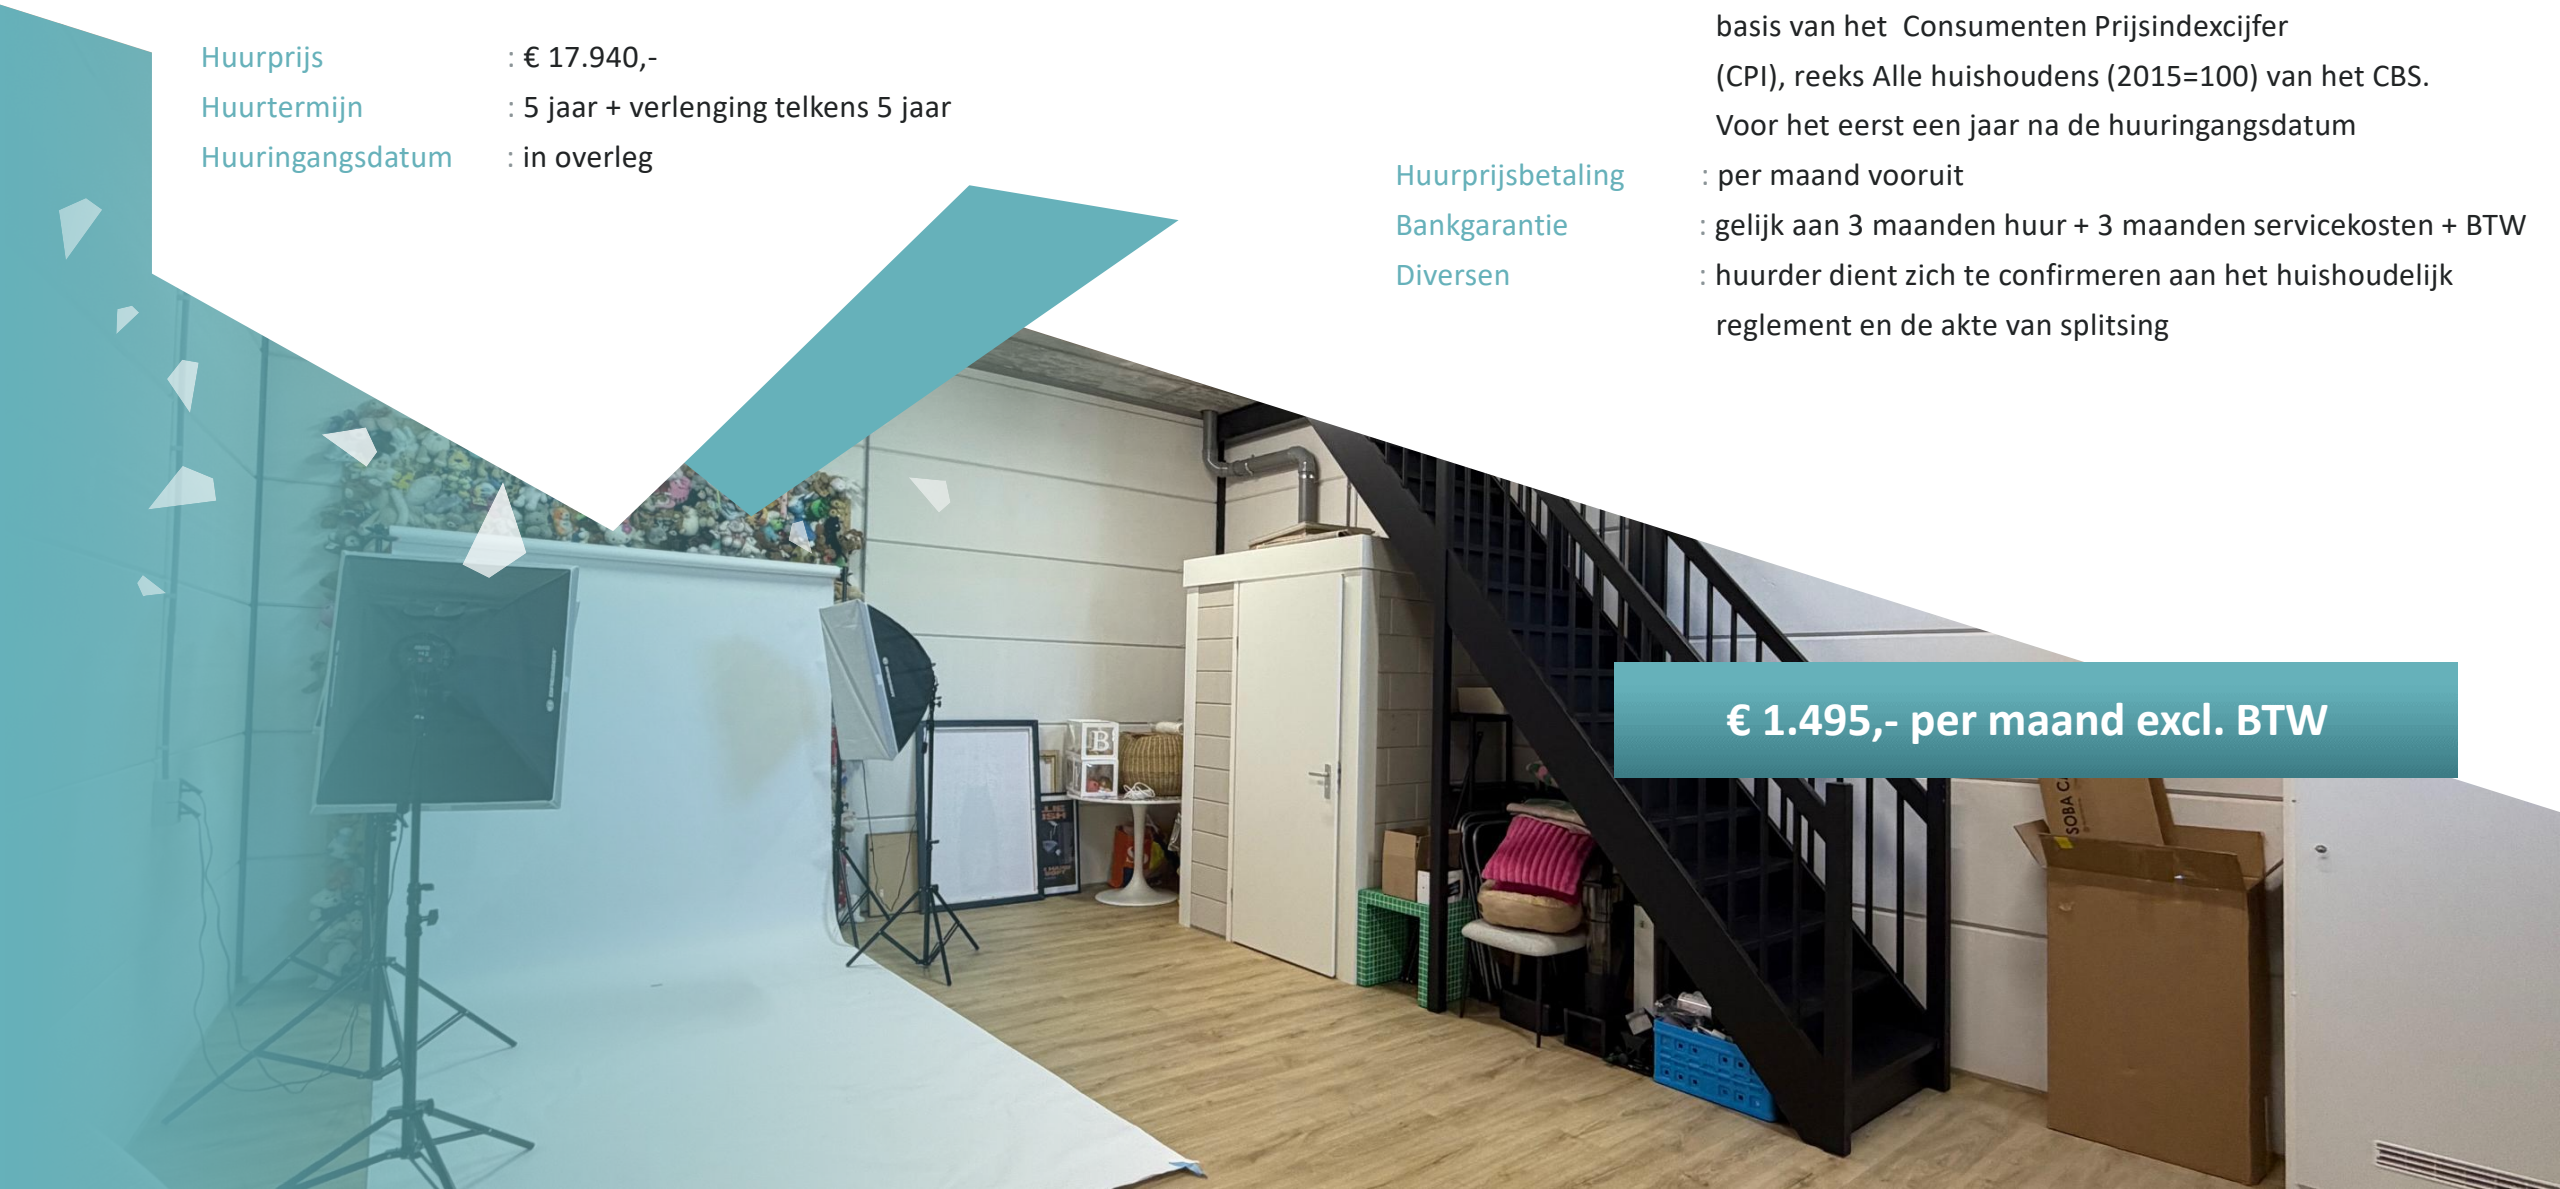 Huurprijs : € 17.940,-
Huurtermijn : 5 jaar + verlenging telkens 5 jaar
Huuringangsdatum : in overleg
basis van het Consumenten Prijsindexcijfer
(CPI), reeks Alle huishoudens (2015=100) van het CBS.
Voor het eerst een jaar na de huuringangsdatum
Huurprijsbetaling : per maand vooruit
Bankgarantie : gelijk aan 3 maanden huur + 3 maanden servicekosten + BTW
Diversen : huurder dient zich te confirmeren aan het huishoudelijk
reglement en de akte van splitsing
€ 1.495,- per maand excl. BTW
B
SOBA C